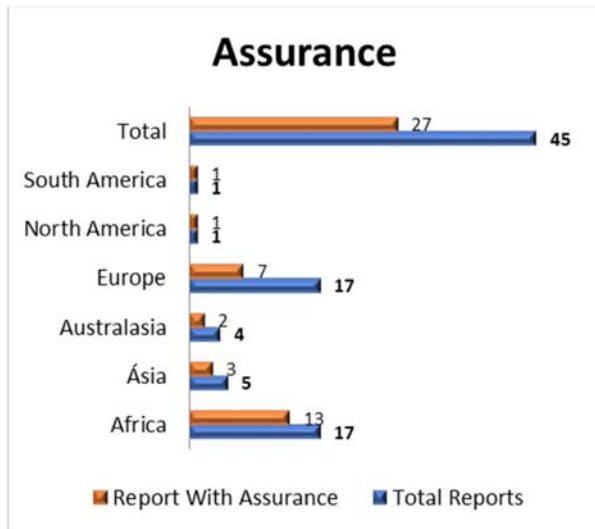 Assurance
Total
27
45
South America
1
1
North America
1
1
Europe
7
17
Australasia
2
4
Ásia
3
5
Africa
13
17
Report With Assurance
Total Reports